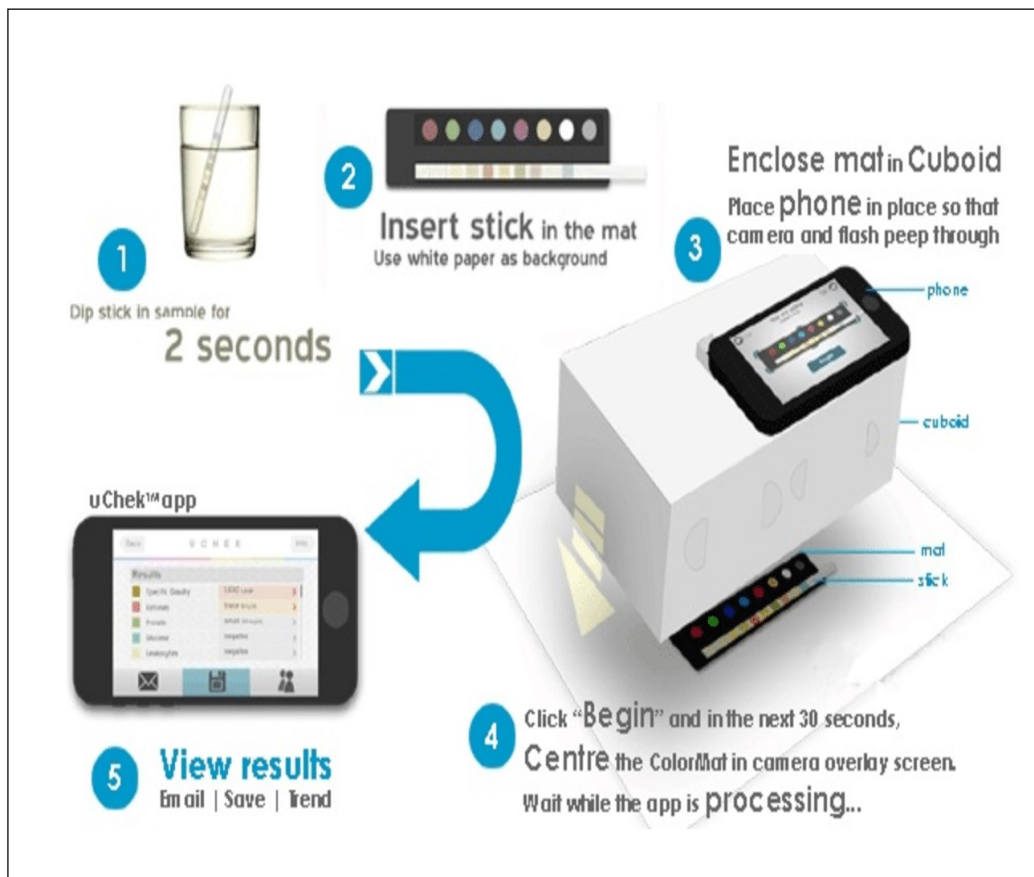 1
Dip stick in sample for
2 seconds
2
Insert stick in the mat
Use white paper as background
Enclose mat in Cuboid
Place phone in place so that
3
camera and flash peep through
phone
cuboid
mat
stick
uChek™ app
Back
UCHEK
Results
Specific Gravity
Ketones
Protein
Glucose
negative
Leukocytes
negative
4
Click “Begin” and in the next 30 seconds,
Centre the ColorMat in camera overlay screen.
Wait while the app is processing...
5
View results
Email | Save | Trend